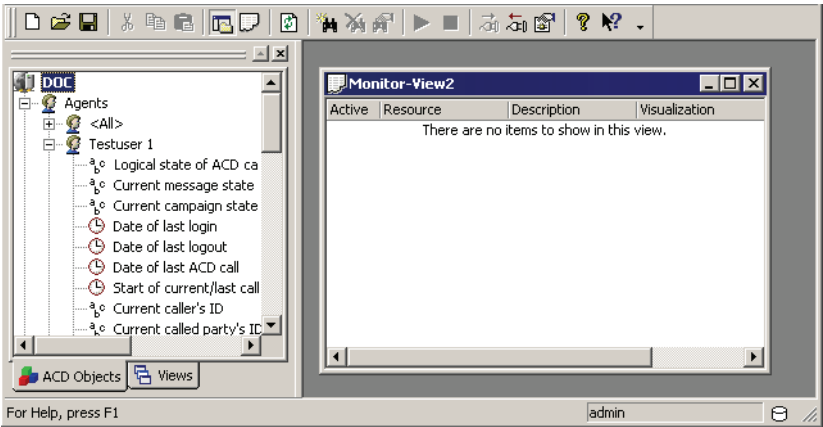 DOC
Agents
<All>
Testuser 1
Logical state of ACD ca
Current message state
Current campaign state
Date of last login
Date of last logout
Date of last ACD call
Start of current/last call
Current caller's ID
Current called party's ID
ACD Objects
Views
Monitor-View2
Active Resource Description Visualization
There are no items to show in this view.
For Help, press F1
admin